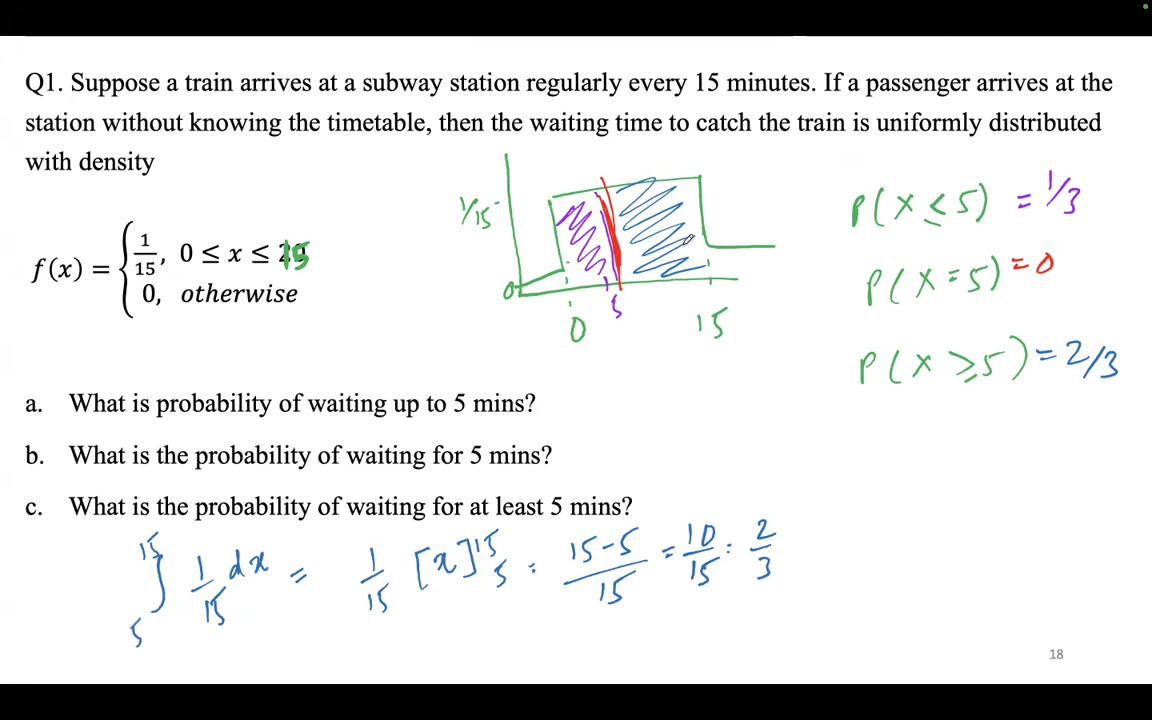 Q1. Suppose a train arrives at a subway station regularly every 15 minutes. If a passenger arrives at the
station without knowing the timetable, then the waiting time to catch the train is uniformly distributed
with density
f(x) = { 1/15, 0 ≤ x ≤ 15
0, otherwise
1/15
0
0
5
15
P(X ≤ 5) = 1/3
P(X = 5) = 0
P(X ≥ 5) = 2/3
a. What is probability of waiting up to 5 mins?
b. What is the probability of waiting for 5 mins?
c. What is the probability of waiting for at least 5 mins?
∫₅¹⁵ 1/15 dx = 1/15 [x]₅¹⁵ = (15-5)/15 = 10/15 = 2/3
18